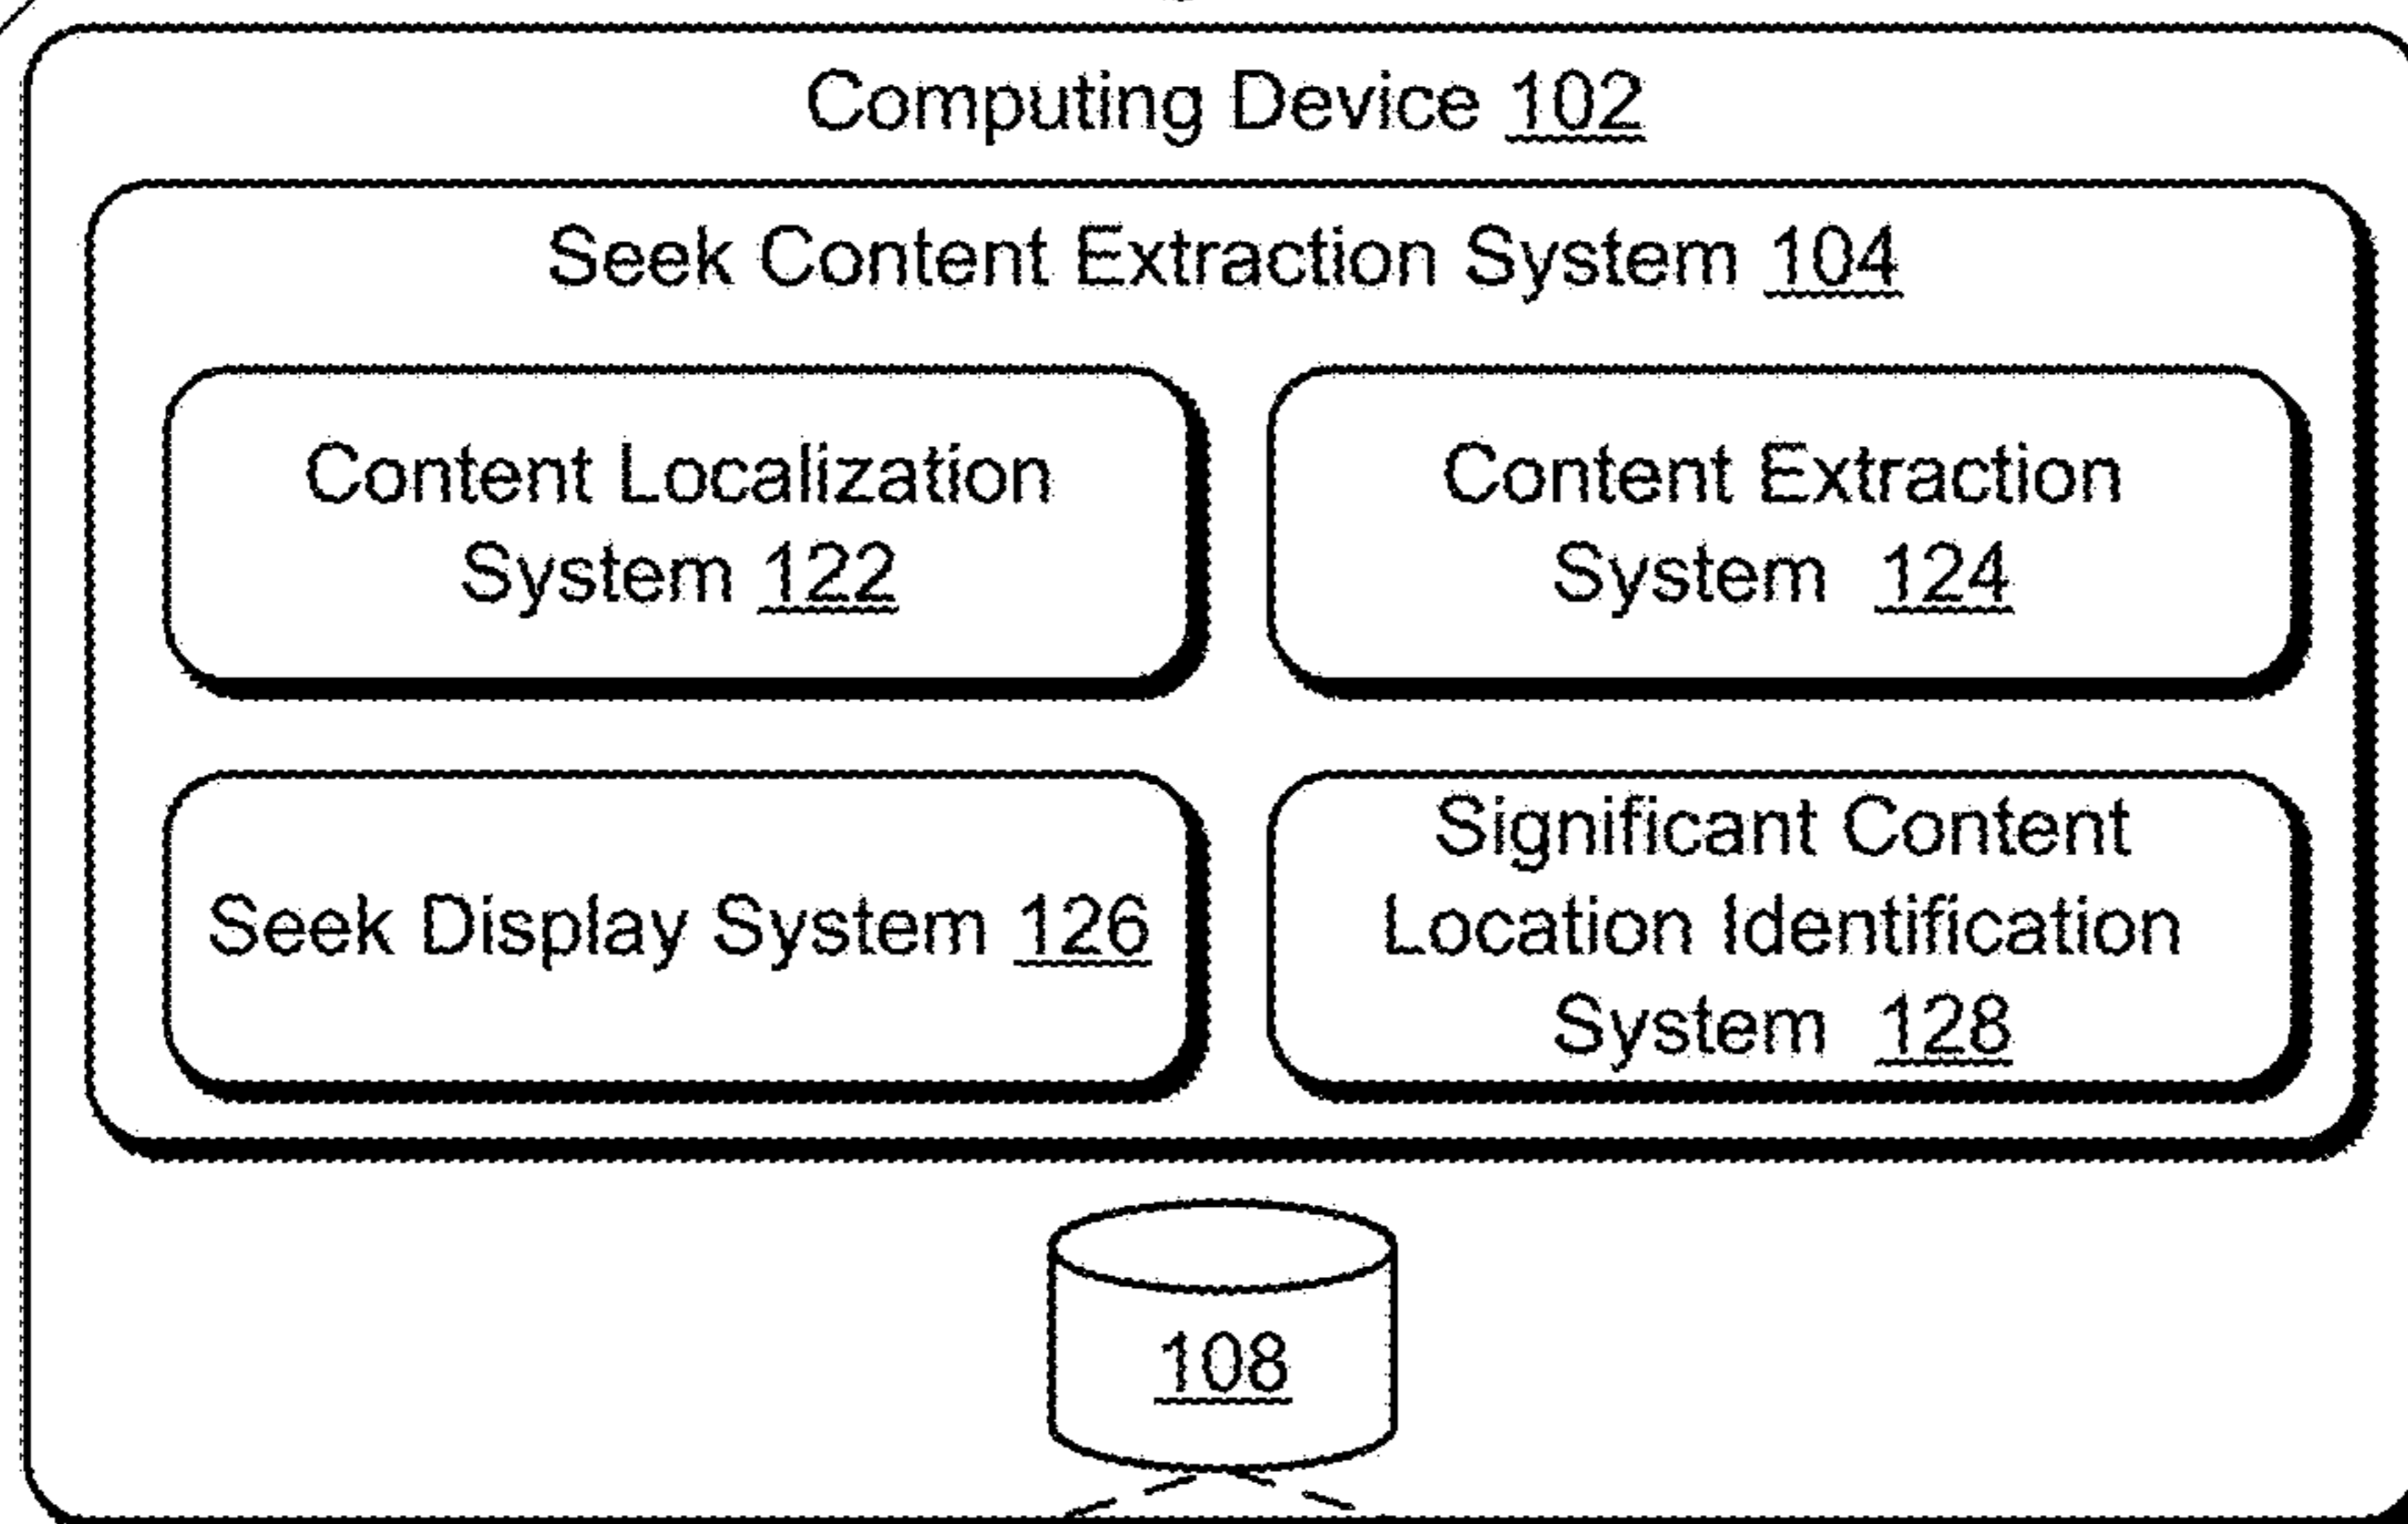 Computing Device 102
Seek Content Extraction System 104
Content Localization
System 122
Content Extraction
System 124
Seek Display System 126
Significant Content
Location Identification
System 128
108